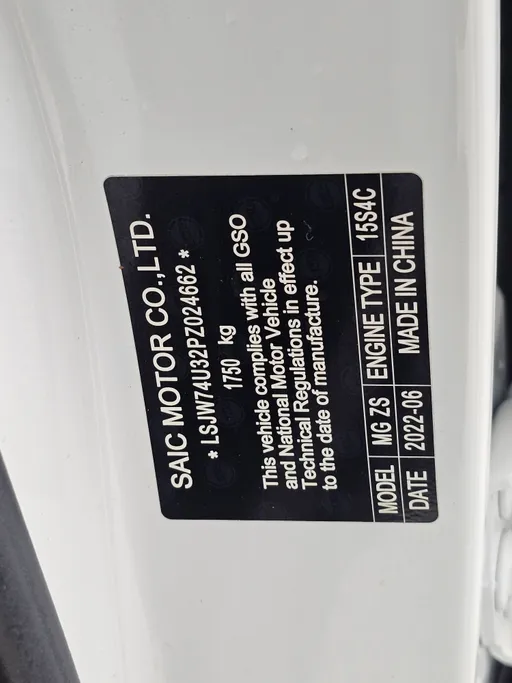 SAIC MOTOR CO.,LTD.
* LSJW74U32PZ024662 *
1750 kg
This vehicle complies with all GSO
and National Motor Vehicle
Technical Regulations in effect up
to the date of manufacture.
MODEL MG ZS ENGINE TYPE 15S4C
DATE 2022-06 MADE IN CHINA